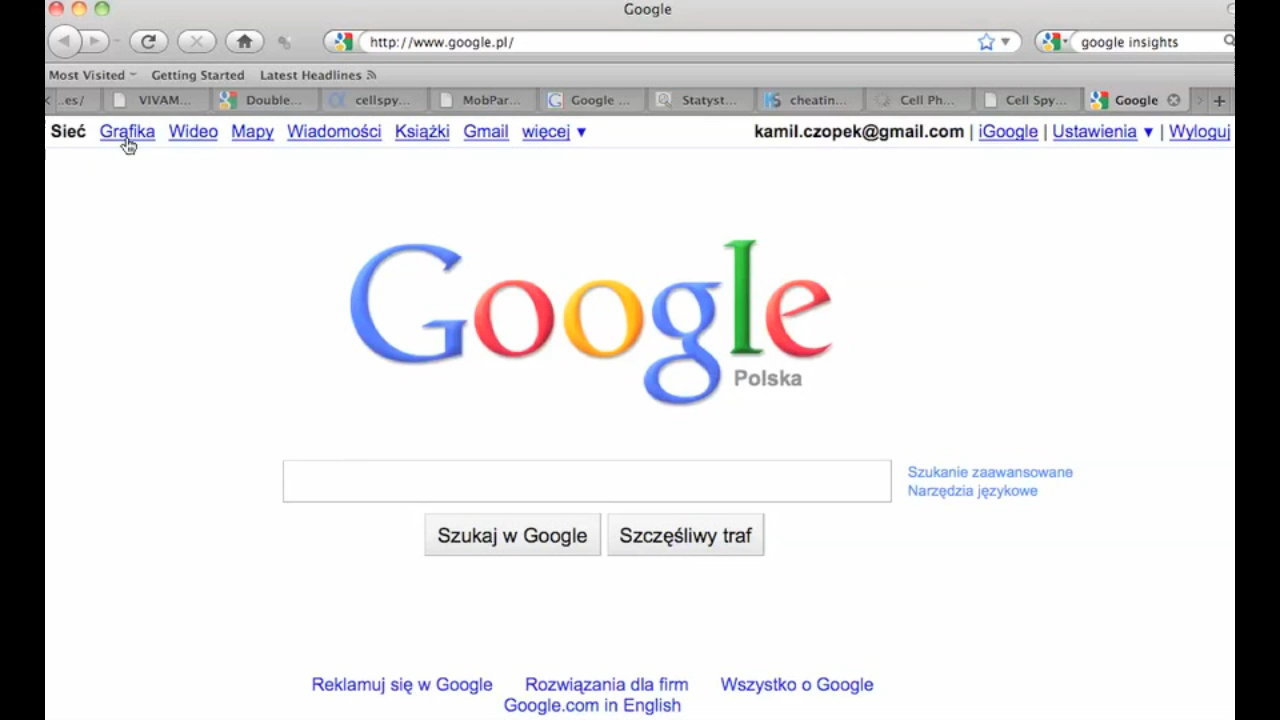 Google
http://www.google.pl/
google insights
Most Visited
Getting Started
Latest Headlines
..es/
VIVAM...
Double...
cellspy...
MobPar...
Google ...
Statyst...
cheatin...
Cell Ph...
Cell Spy...
Google
Sieć Grafika Wideo Mapy Wiadomości Książki Gmail więcej ▼
kamil.czopek@gmail.com | iGoogle | Ustawienia ▼ | Wyloguj
Google
Polska
Szukanie zaawansowane
Narzędzia językowe
Szukaj w Google
Szczęśliwy traf
Reklamuj się w Google Rozwiązania dla firm Wszystko o Google
Google.com in English